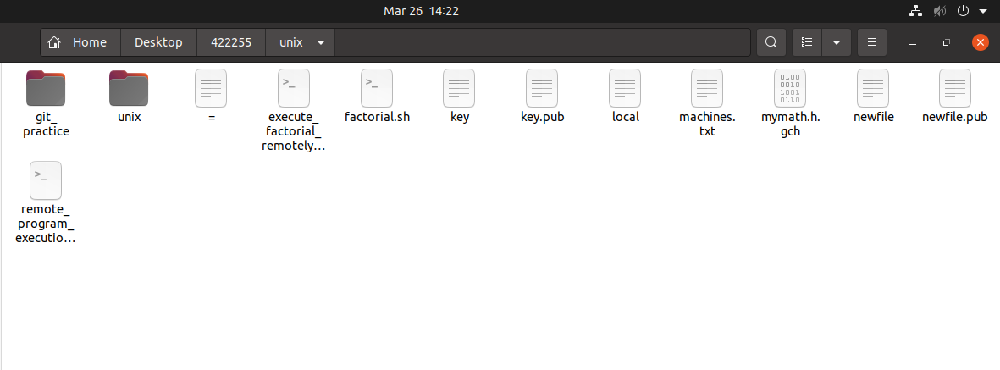 Mar 26 14:22
Home Desktop 422255 unix
git_
practice
unix
=
execute_
factorial_
remotely…
factorial.sh
key
key.pub
local
machines.
txt
mymath.h.
gch
newfile
newfile.pub
remote_
program_
executio…